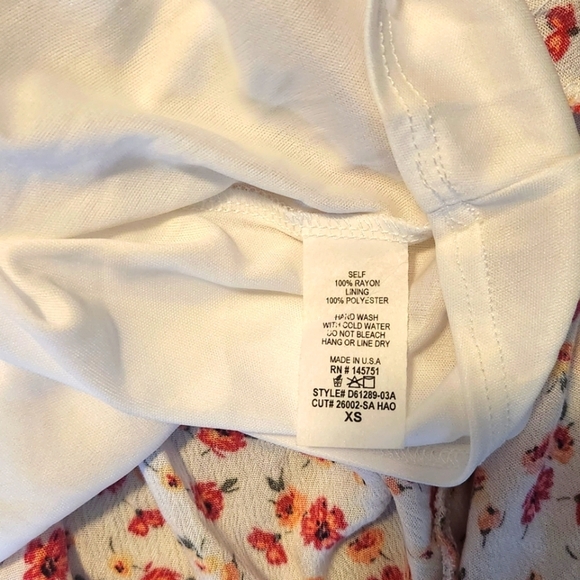 SELF
100% RAYON
LINING
100% POLYESTER
HAND WASH
WITH COLD WATER
DO NOT BLEACH
HANG OR LINE DRY
MADE IN U.S.A
RN # 145751
STYLE# D61289-03A
CUT# 26002-SA HAO
XS